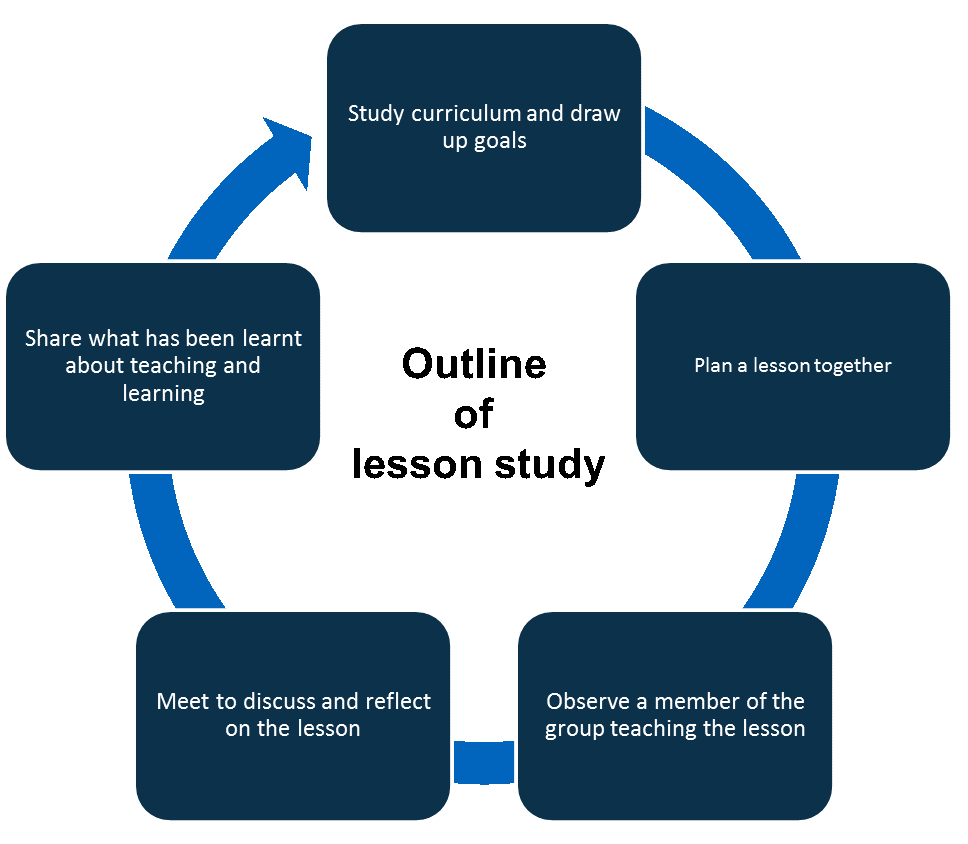 Study curriculum and draw
up goals
Plan a lesson together
Observe a member of the
group teaching the lesson
Meet to discuss and reflect
on the lesson
Share what has been learnt
about teaching and
learning
Outline
of
lesson study